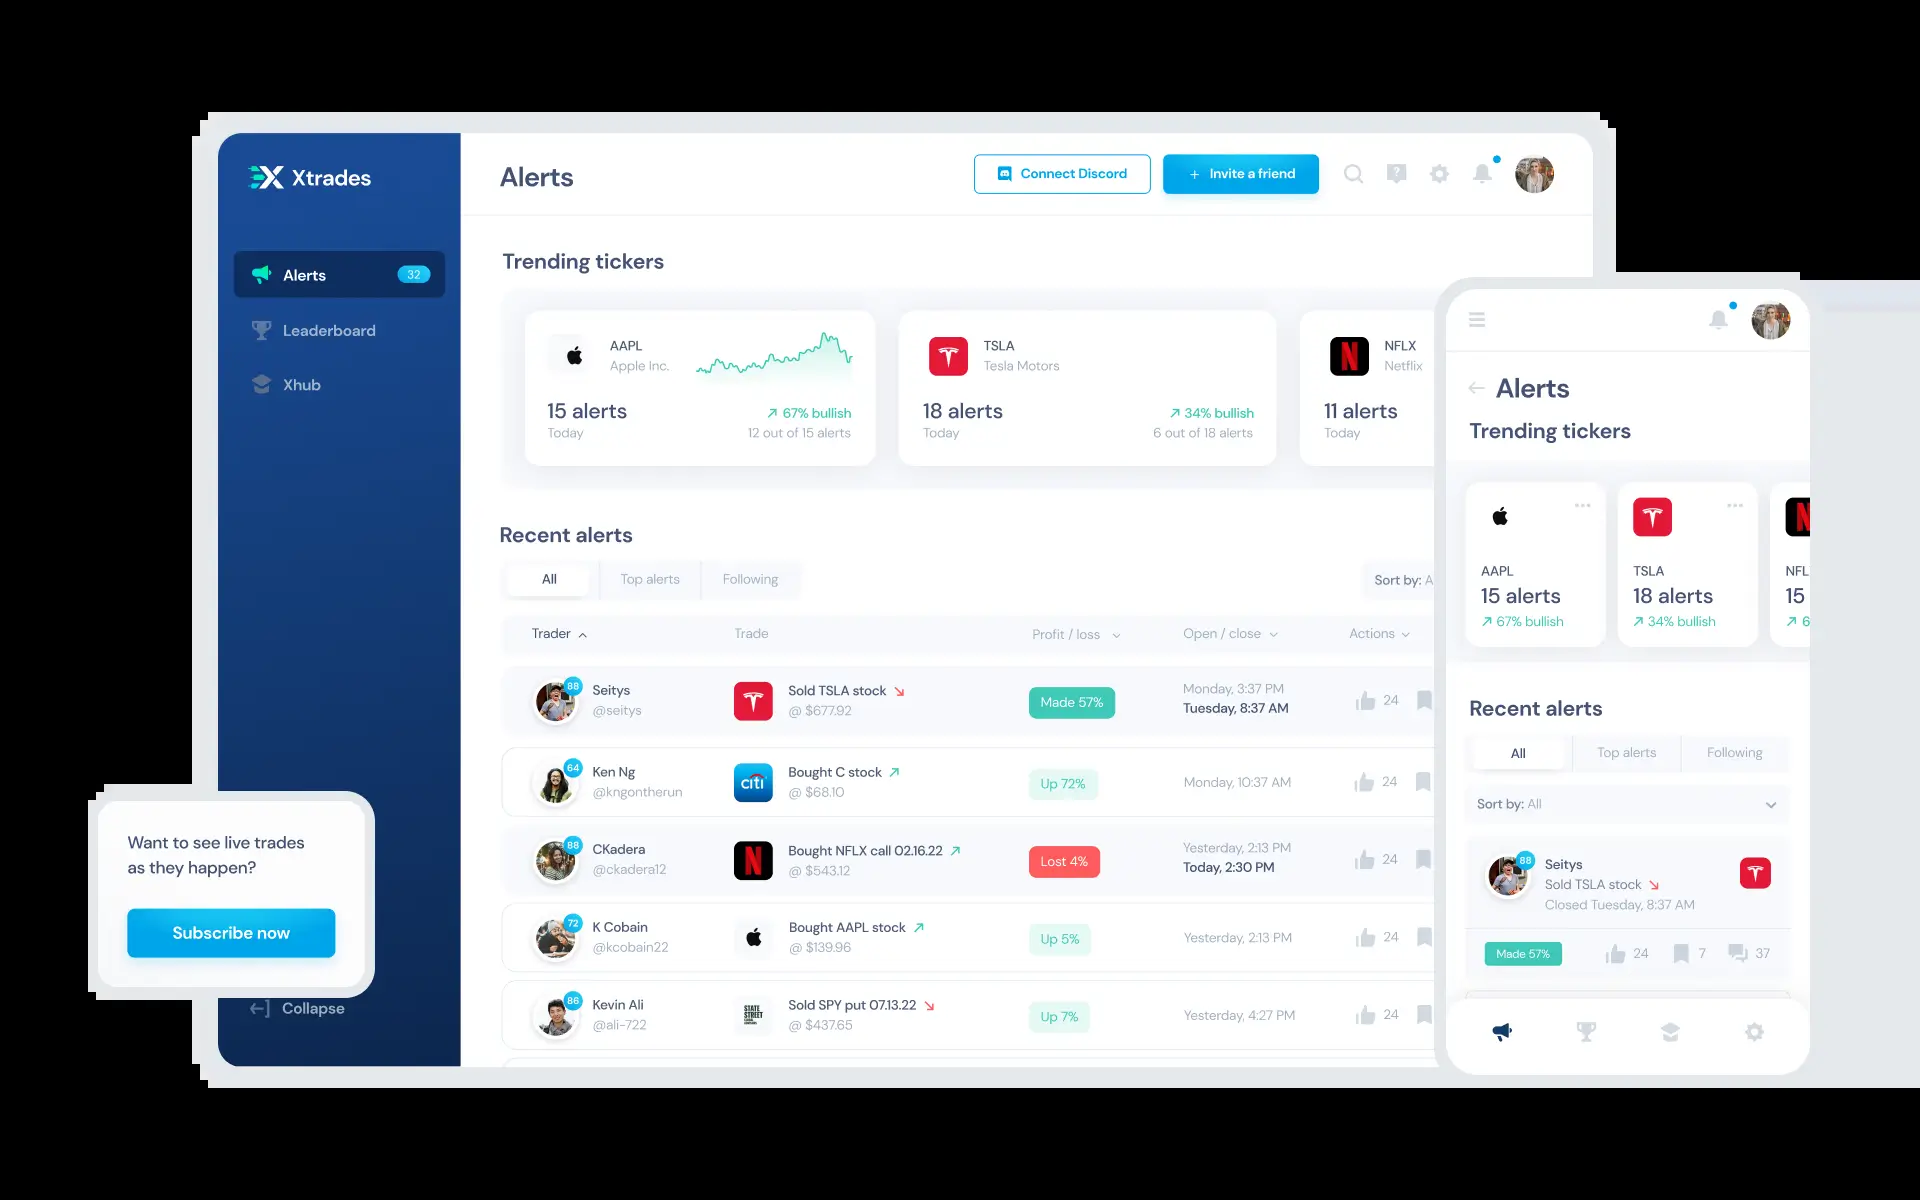 Xtrades
Alerts
32
Leaderboard
Xhub
Want to see live trades
as they happen?
Subscribe now
Collapse
Alerts
Connect Discord
+ Invite a friend
?
Trending tickers
AAPL
Apple Inc.
15 alerts
Today
67% bullish
12 out of 15 alerts
TSLA
Tesla Motors
18 alerts
Today
34% bullish
6 out of 18 alerts
N
NFLX
Netflix
11 alerts
Today
Recent alerts
All
Top alerts
Following
Sort by: A
Trader
Trade
Profit / loss
Open / close
Actions
88
Seitys
@seitys
Sold TSLA stock
@ $677.92
Made 57%
Monday, 3:37 PM
Tuesday, 8:37 AM
24
64
Ken Ng
@kngontherun
citi
Bought C stock
@ $68.10
Up 72%
Monday, 10:37 AM
24
88
CKadera
@ckadera12
N
Bought NFLX call 02.16.22
@ $543.12
Lost 4%
Yesterday, 2:13 PM
Today, 2:30 PM
24
72
K Cobain
@kcobain22
Bought AAPL stock
@ $139.96
Up 5%
Yesterday, 2:13 PM
24
86
Kevin Ali
@ali-722
STATE
STREET
Sold SPY put 07.13.22
@ $437.65
Up 7%
Yesterday, 4:27 PM
24
Alerts
Trending tickers
AAPL
15 alerts
67% bullish
TSLA
18 alerts
34% bullish
N
NFL
15
6
Recent alerts
All
Top alerts
Following
Sort by: All
88
Seitys
Sold TSLA stock
Closed Tuesday, 8:37 AM
Made 57%
24
7
37